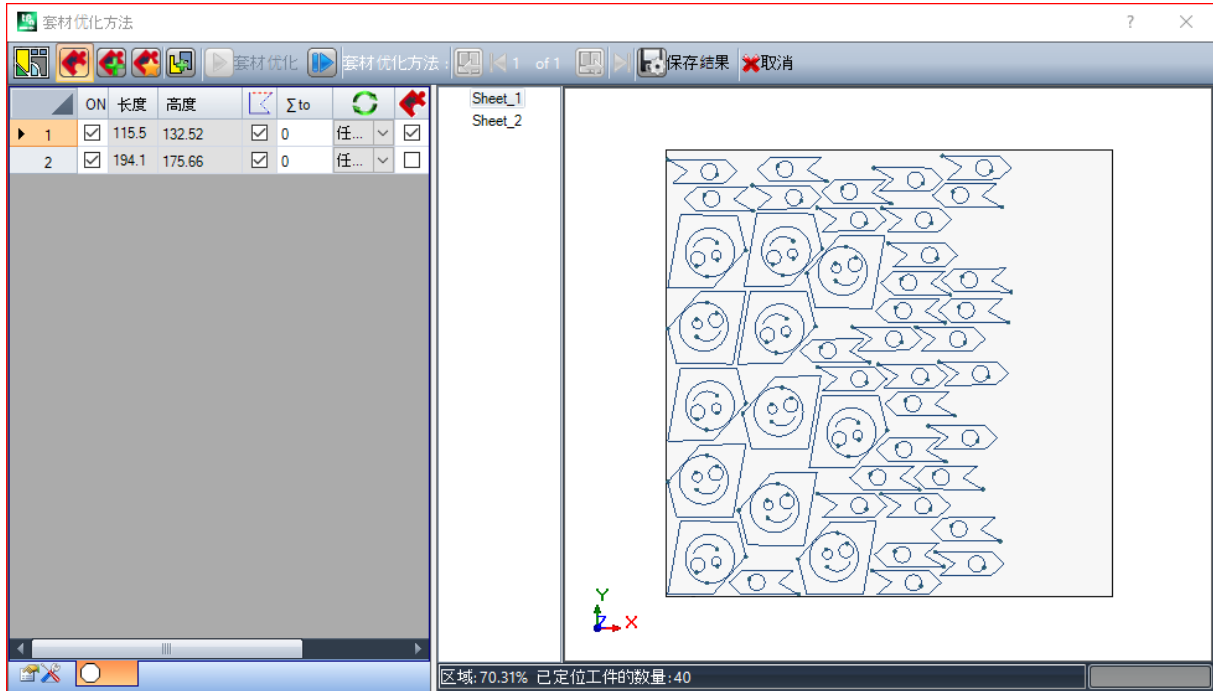 套材优化方法
? ×
套材优化 套材优化方法 : 1 of 1 保存结果 取消
ON 长度 高度 Σto
1 115.5 132.52 0 任...
2 194.1 175.66 0 任...
Sheet_1
Sheet_2
Y
Z X
区域:70.31% 已定位工件的数量:40